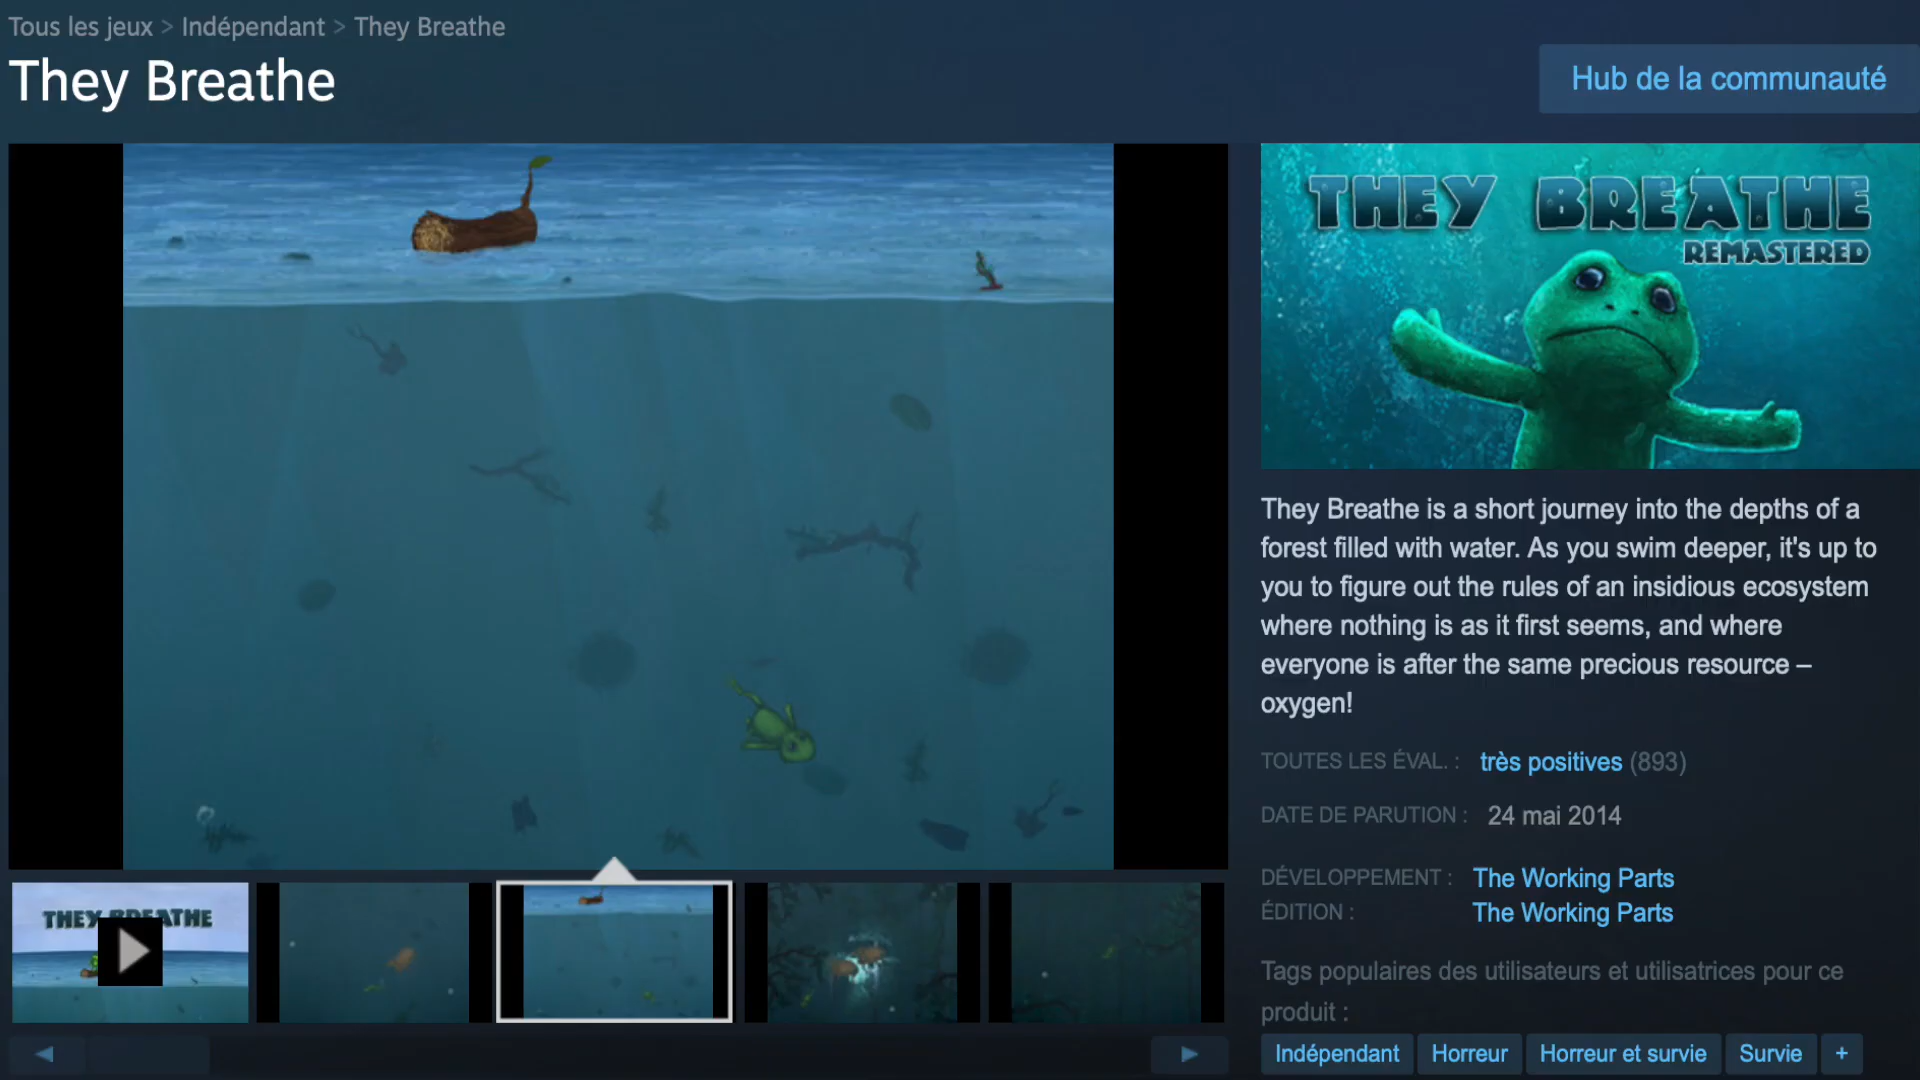 Tous les jeux > Indépendant > They Breathe
They Breathe
Hub de la communauté
THEY BREATHE
REMASTERED
They Breathe is a short journey into the depths of a
forest filled with water. As you swim deeper, it's up to
you to figure out the rules of an insidious ecosystem
where nothing is as it first seems, and where
everyone is after the same precious resource –
oxygen!
TOUTES LES ÉVAL. : très positives (893)
DATE DE PARUTION : 24 mai 2014
DÉVELOPPEMENT : The Working Parts
ÉDITION : The Working Parts
Tags populaires des utilisateurs et utilisatrices pour ce
produit :
Indépendant Horreur Horreur et survie Survie +
THEY BREATHE